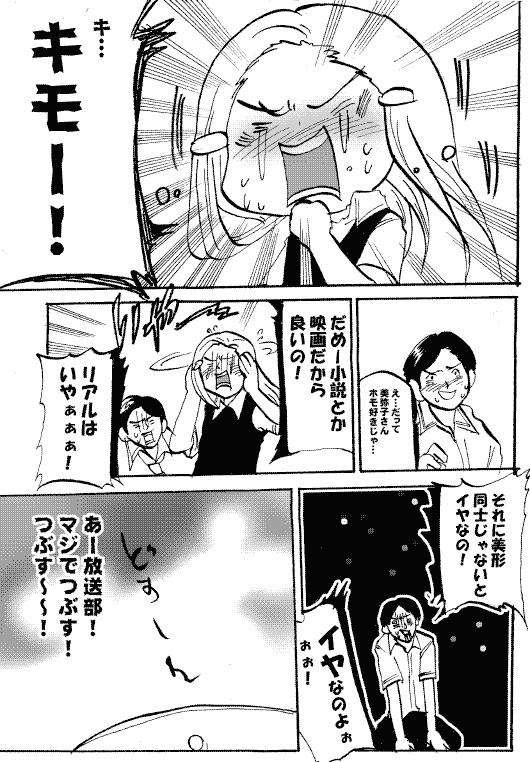 キ…
キモー！
え…だって
美弥子さん
ホモ好きじゃ…
だめー小説とか
映画だから
良いの！
リアルは
いやぁぁぁ！
それに美形
同士じゃないと
イヤなの！
イヤなのよぉ
ぉぉ！
どすーん
あー放送部！
マジでつぶす！
つぶす〜〜！